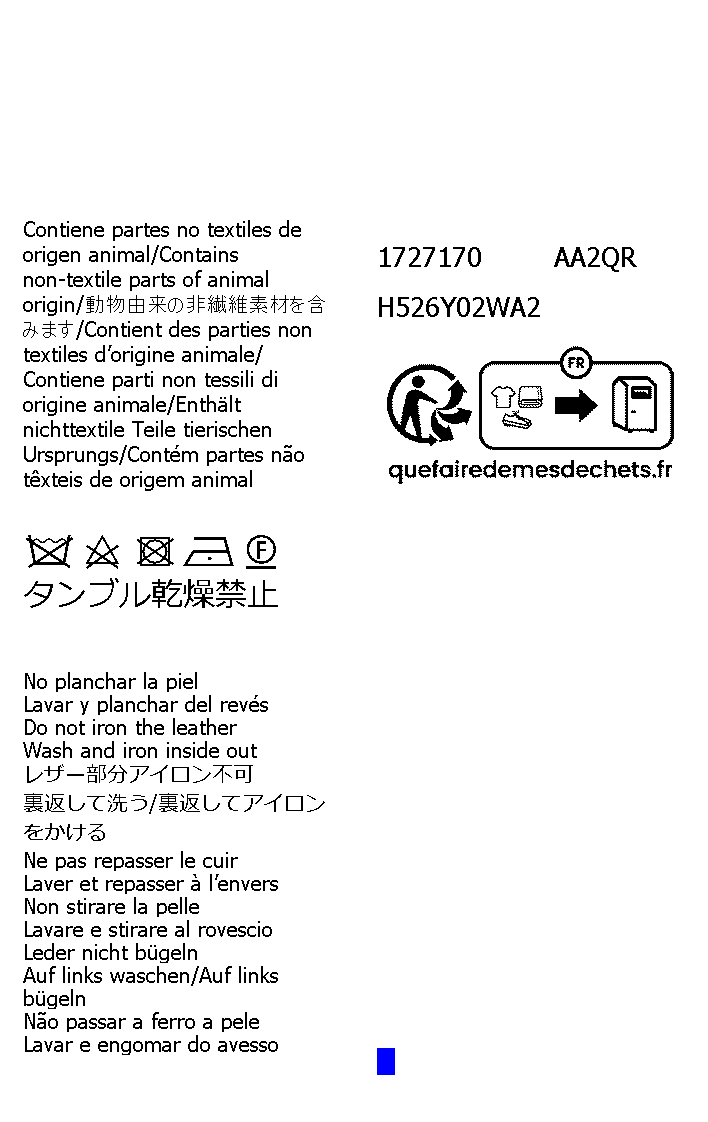 Contiene partes no textiles de
origen animal/Contains
non-textile parts of animal
origin/動物由来の非繊維素材を含
みます/Contient des parties non
textiles d’origine animale/
Contiene parti non tessili di
origine animale/Enthält
nichttextile Teile tierischen
Ursprungs/Contém partes não
têxteis de origem animal
F
タンブル乾燥禁止
No planchar la piel
Lavar y planchar del revés
Do not iron the leather
Wash and iron inside out
レザー部分アイロン不可
裏返して洗う/裏返してアイロン
をかける
Ne pas repasser le cuir
Laver et repasser à l’envers
Non stirare la pelle
Lavare e stirare al rovescio
Leder nicht bügeln
Auf links waschen/Auf links
bügeln
Não passar a ferro a pele
Lavar e engomar do avesso
1727170 AA2QR
H526Y02WA2
FR
quefairedemesdechets.fr